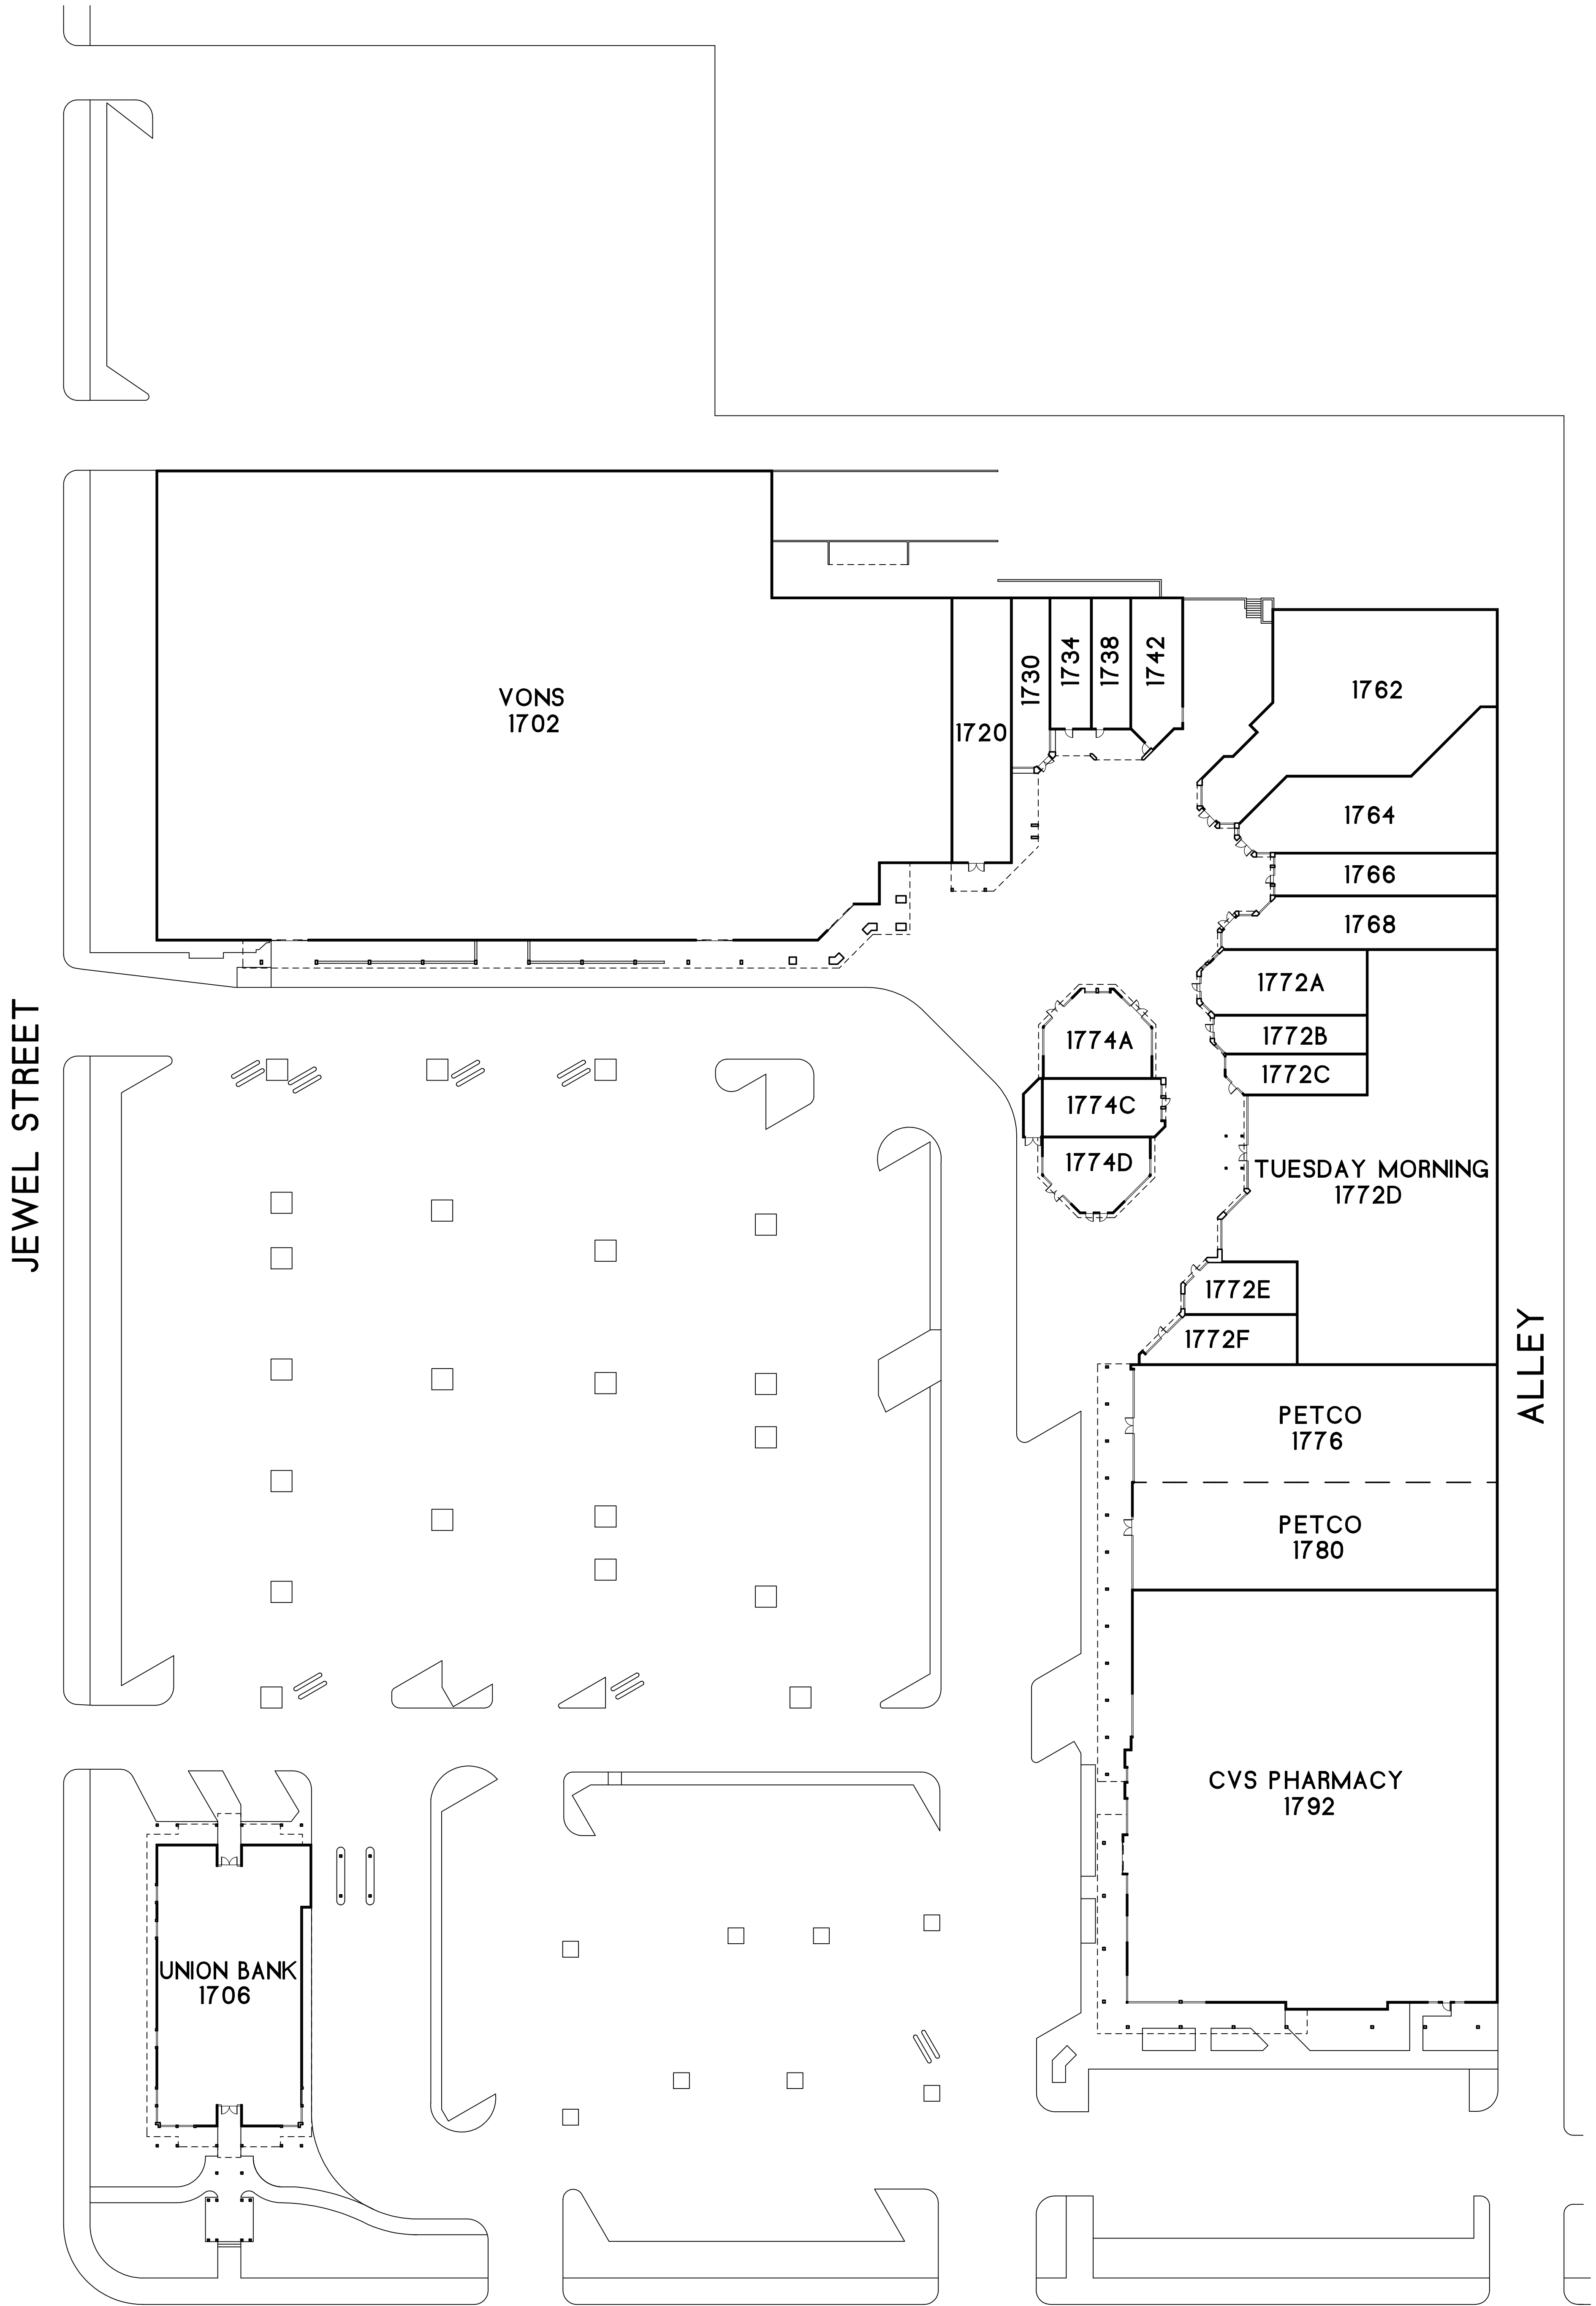 VONS
1702
1720
1730
1734
1738
1742
1762
1764
1766
1768
1772A
1772B
1772C
1774A
1774C
1774D
TUESDAY MORNING
1772D
1772E
1772F
JEWEL STREET
ALLEY
PETCO
1776
PETCO
1780
CVS PHARMACY
1792
UNION BANK
1706